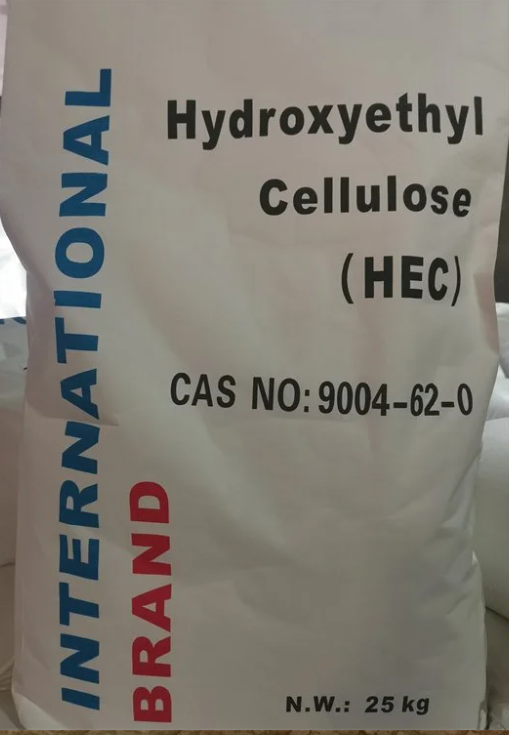 INTERNATIONAL
BRAND
Hydroxyethyl
Cellulose
(HEC)
CAS NO: 9004-62-0
N.W.: 25 kg